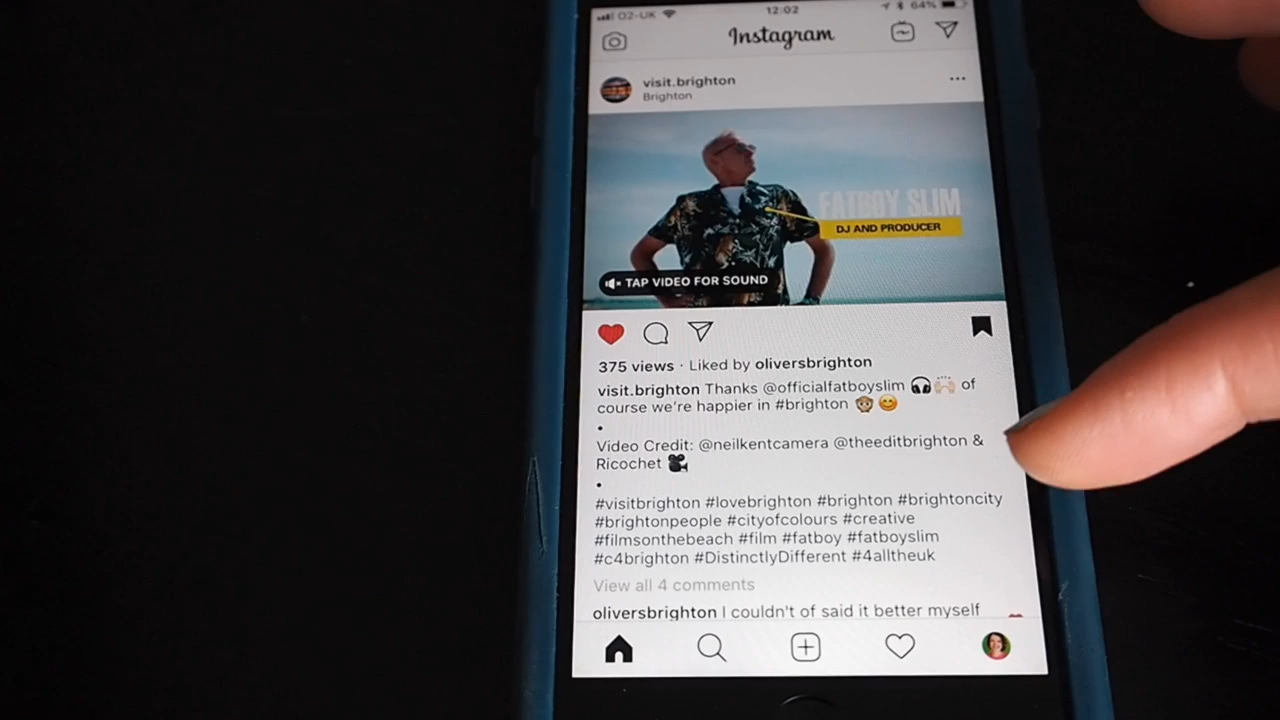 O2-UK 12:02 64%
Instagram
visit.brighton
Brighton
FATBOY SLIM
DJ AND PRODUCER
TAP VIDEO FOR SOUND
375 views · Liked by oliversbrighton
visit.brighton Thanks @officialfatboyslim 🎧🙌🏻 of
course we're happier in #brighton 🙊😊
•
Video Credit: @neilkentcamera @theeditbrighton &
Ricochet 🎥
•
#visitbrighton #lovebrighton #brighton #brightoncity
#brightonpeople #cityofcolours #creative
#filmsonthebeach #film #fatboy #fatboyslim
#c4brighton #DistinctlyDifferent #4alltheuk
View all 4 comments
oliversbrighton I couldn't of said it better myself